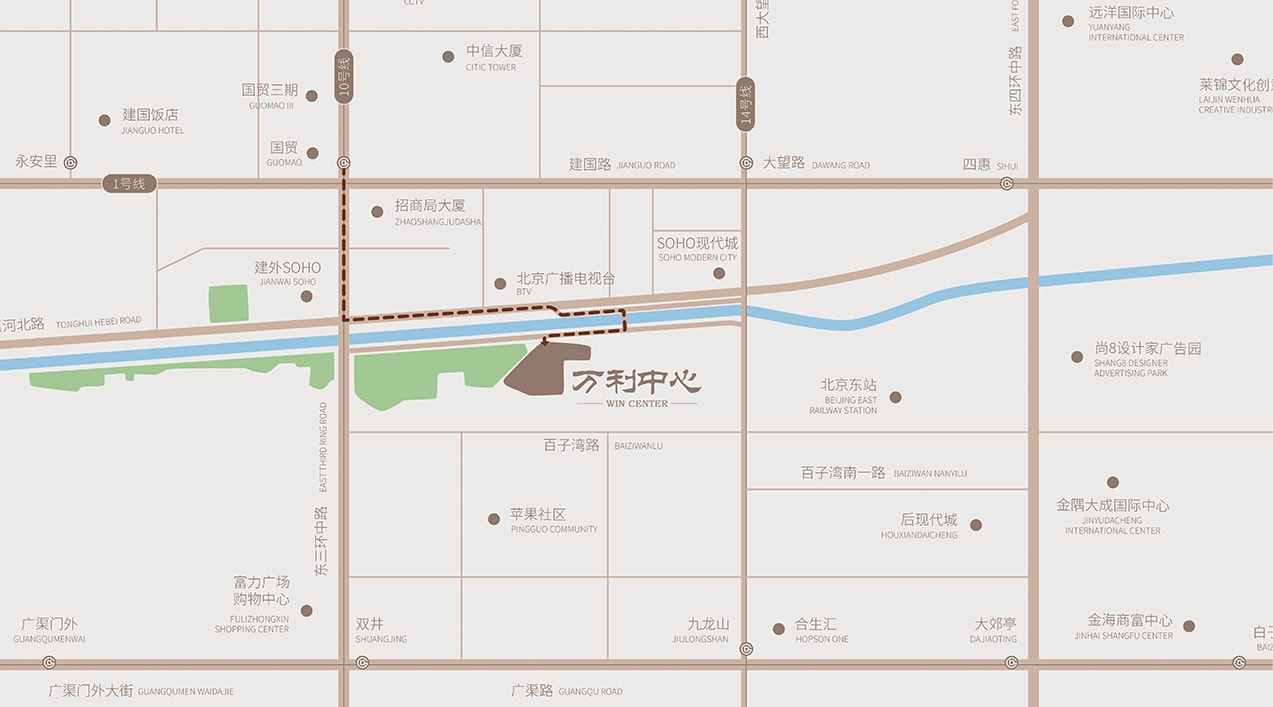 CCTV
中信大厦
CITIC TOWER
西大望
EAST FO
东四环中路
远洋国际中心
YUANYANG
INTERNATIONAL CENTER
莱锦文化创意
LAIJIN WENHUA
CREATIVE INDUSTR
10号线
14号线
国贸三期
GUOMAO III
建国饭店
JIANGUO HOTEL
国贸
GUOMAO
永安里
1号线
建国路 JIANGUO ROAD
大望路 DAWANG ROAD
四惠 SIHUI
招商局大厦
ZHAOSHANGJUDASHA
SOHO现代城
SOHO MODERN CITY
建外SOHO
JIANWAI SOHO
北京广播电视台
BTV
河北路 TONGHUI HEBEI ROAD
尚8设计家广告园
SHANG8 DESIGNER
ADVERTISING PARK
万利中心
WIN CENTER
北京东站
BEIJING EAST
RAILWAY STATION
EAST THIRD RING ROAD
东三环中路
百子湾路 BAIZIWANLU
百子湾南一路 BAIZIWAN NANYILU
苹果社区
PINGGUO COMMUNITY
后现代城
HOUXIANDAICHENG
金隅大成国际中心
JINYUDACHENG
INTERNATIONAL CENTER
富力广场
购物中心
FULIZHONGXIN
SHOPPING CENTER
广渠门外
GUANGQUMENWAI
双井
SHUANGJING
九龙山
JIULONGSHAN
合生汇
HOPSON ONE
大郊亭
DAJIAOTING
金海商富中心
JINHAI SHANGFU CENTER
白子
BAIZ
广渠门外大街 GUANGQUMEN WAIDAJIE
广渠路 GUANGQU ROAD